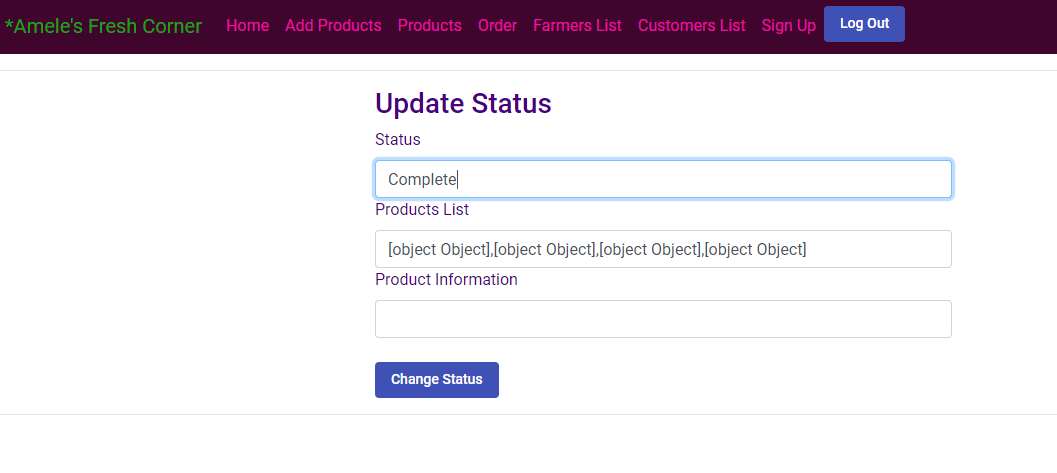 *Amele's Fresh Corner Home Add Products Products Order Farmers List Customers List Sign Up Log Out
Update Status
Status
Complete
Products List
[object Object],[object Object],[object Object],[object Object]
Product Information
Change Status